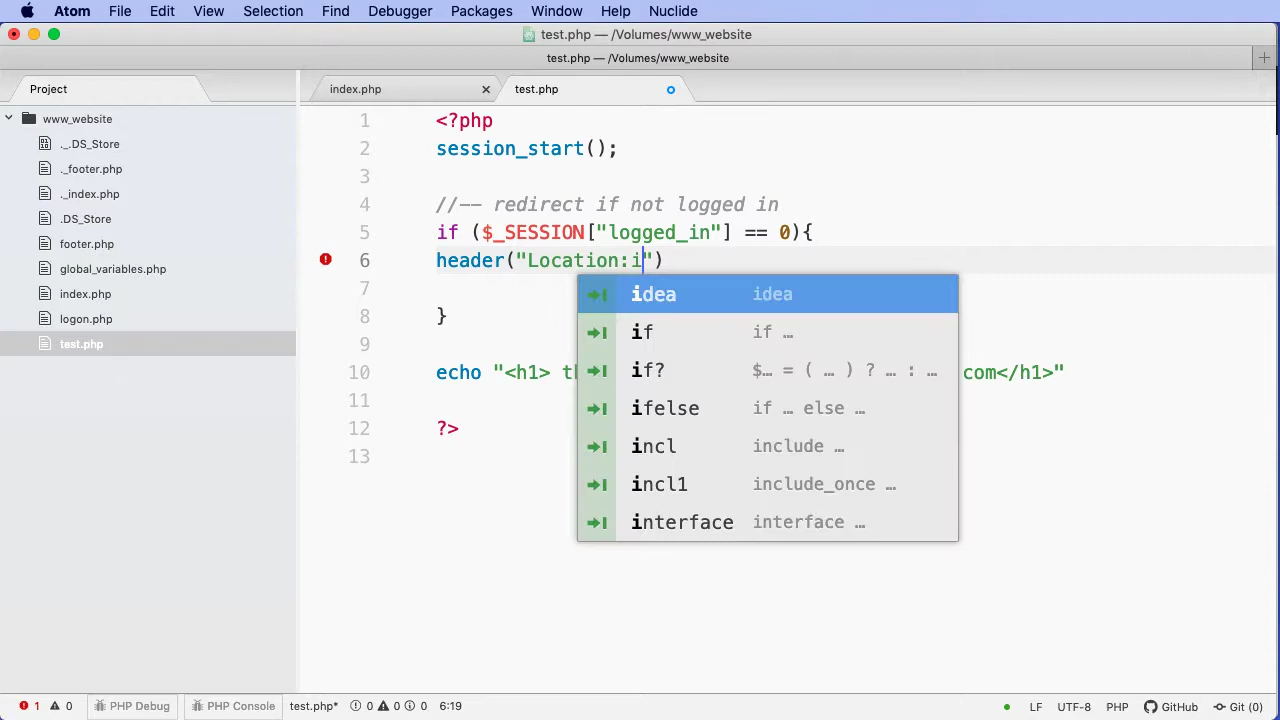 Atom File Edit View Selection Find Debugger Packages Window Help Nuclide
test.php — /Volumes/www_website
test.php — /Volumes/www_website
Project
www_website
._.DS_Store
._footer.php
._index.php
.DS_Store
footer.php
global_variables.php
index.php
logon.php
test.php
index.php test.php
1 <?php
2 session_start();
3
4 //-- redirect if not logged in
5 if ($_SESSION["logged_in"] == 0){
6 header("Location:i")
7
8 }
9
10 echo "<h1> th com</h1>"
11
12 ?>
13
idea idea
if if …
if? $… = ( … ) ? … : …
ifelse if … else …
incl include …
incl1 include_once …
interface interface …
1 0 PHP Debug PHP Console test.php* 0 0 0 6:19 LF UTF-8 PHP GitHub Git (0)